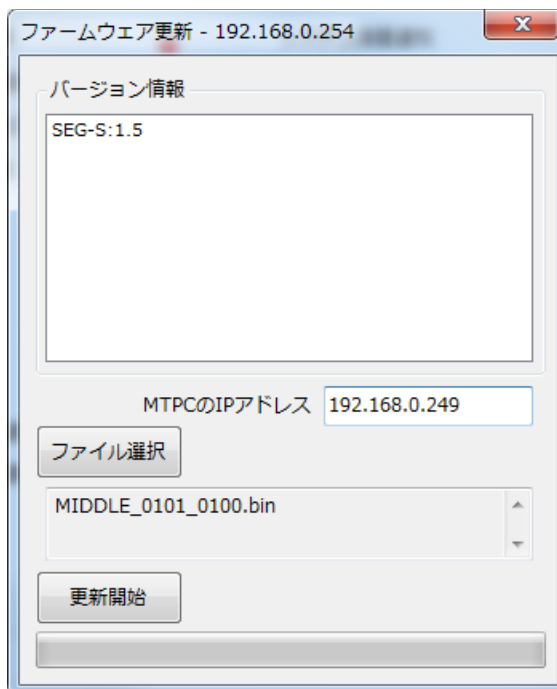 ファームウェア更新 - 192.168.0.254
バージョン情報
SEG-S:1.5
MTPCのIPアドレス 192.168.0.249
ファイル選択
MIDDLE_0101_0100.bin
更新開始